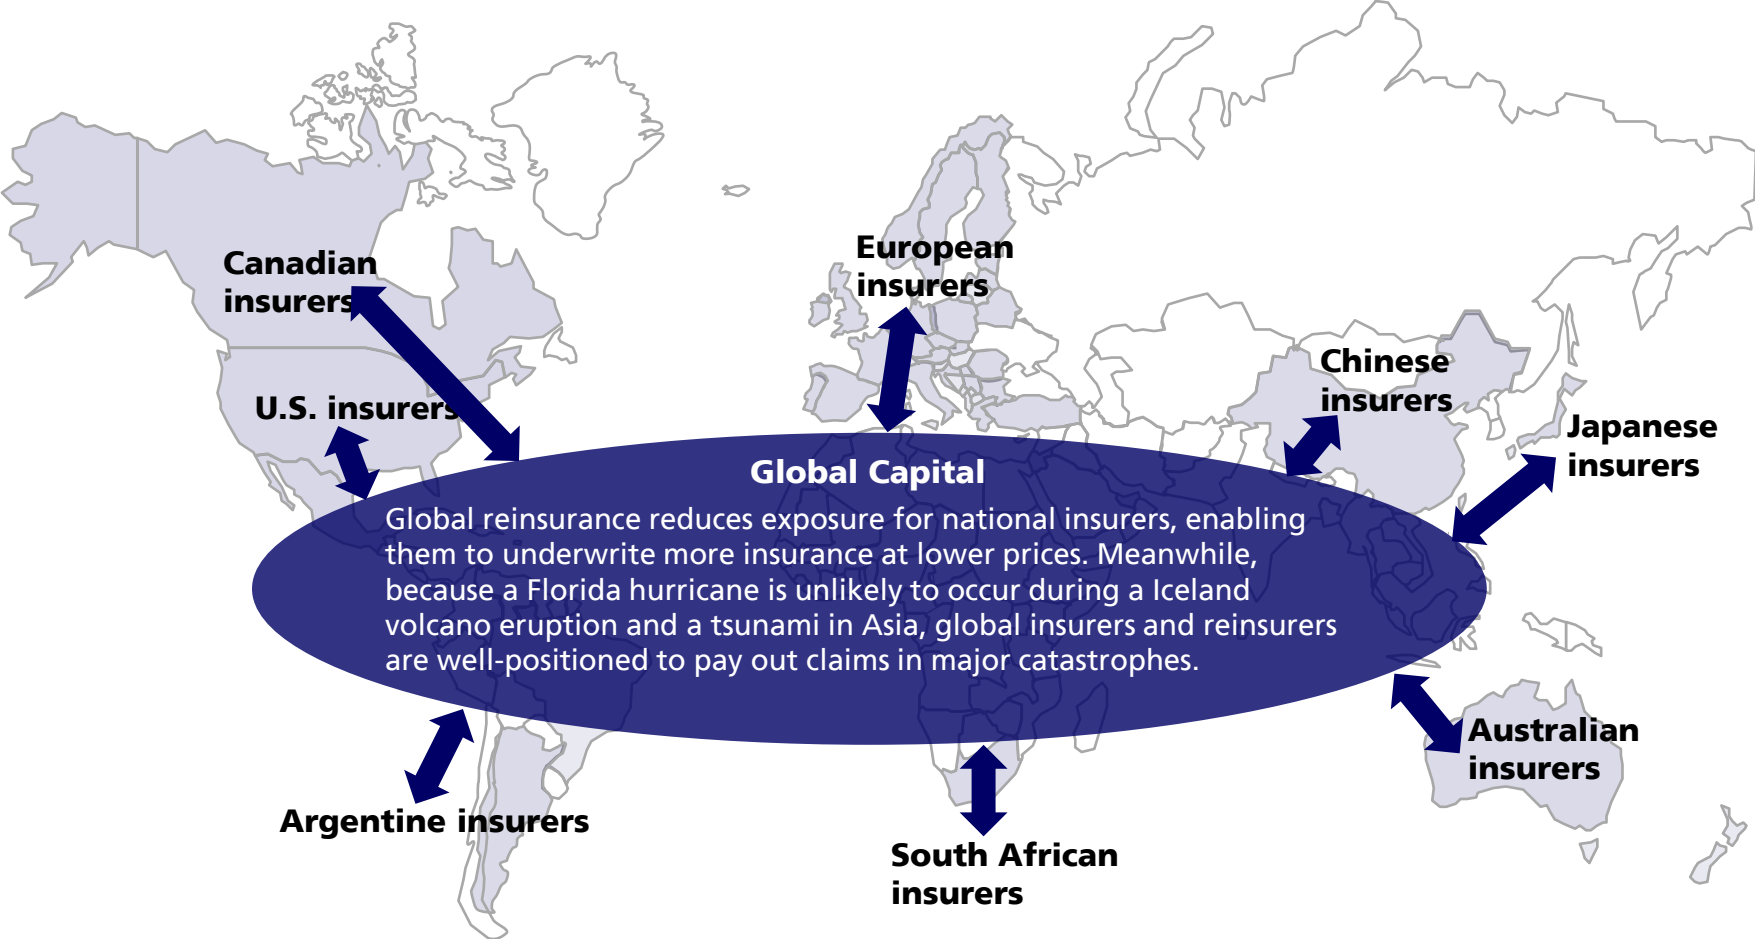 Canadian
insurers
European
insurers
U.S. insurers
Chinese
insurers
Japanese
insurers
Global Capital
Global reinsurance reduces exposure for national insurers, enabling
them to underwrite more insurance at lower prices. Meanwhile,
because a Florida hurricane is unlikely to occur during a Iceland
volcano eruption and a tsunami in Asia, global insurers and reinsurers
are well-positioned to pay out claims in major catastrophes.
Australian
insurers
Argentine insurers
South African
insurers